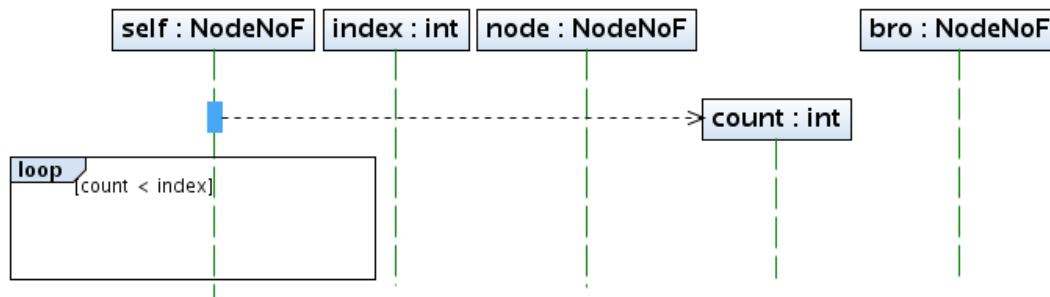 self : NodeNoF
index : int
node : NodeNoF
bro : NodeNoF
count : int
loop
[count < index]